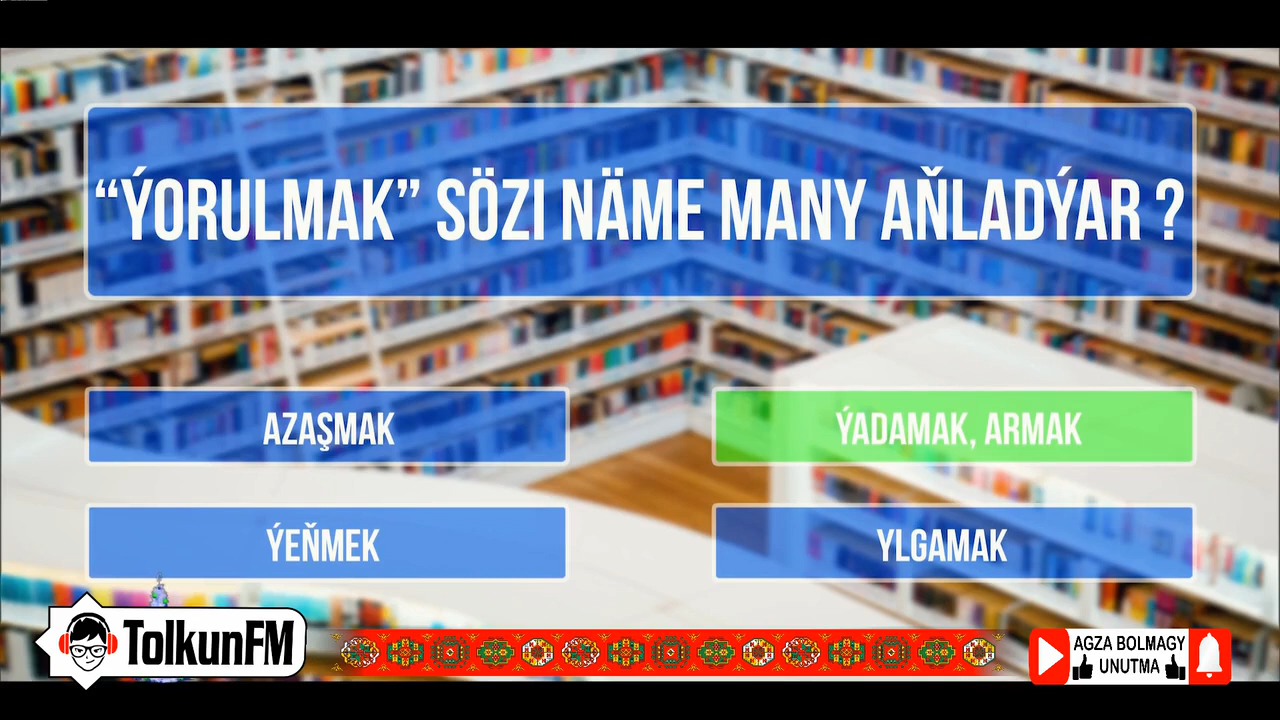 “ÝORULMAK” SÖZI NÄME MANY AŇLADÝAR ?
AZAŞMAK
ÝADAMAK, ARMAK
ÝEŇMEK
YLGAMAK
TolkunFM
AGZA BOLMAGY
UNUTMA